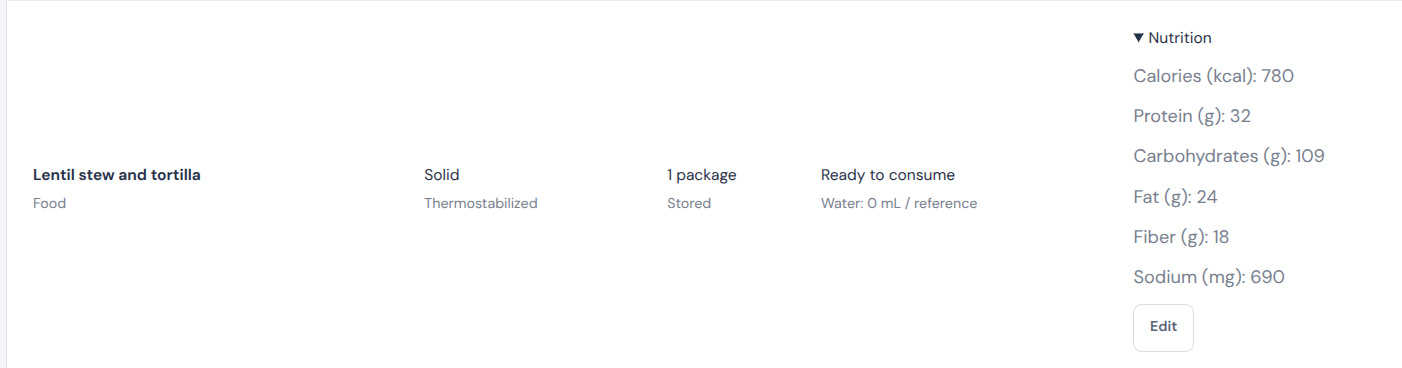 Lentil stew and tortilla
Food
Solid
Thermostabilized
1 package
Stored
Ready to consume
Water: 0 mL / reference
▼ Nutrition
Calories (kcal): 780
Protein (g): 32
Carbohydrates (g): 109
Fat (g): 24
Fiber (g): 18
Sodium (mg): 690
Edit